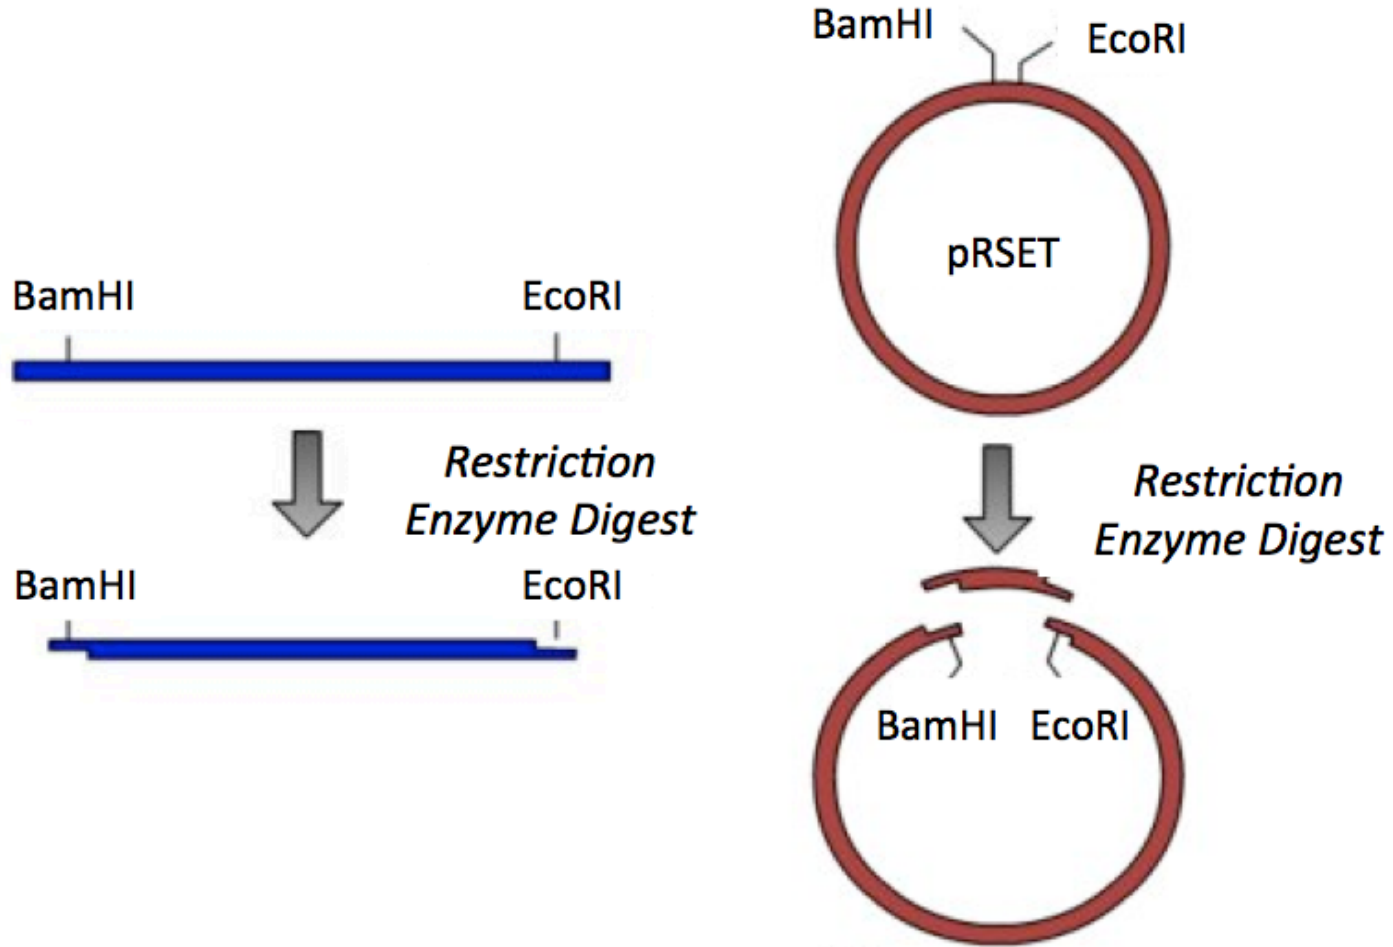 BamHI
EcoRI
pRSET
BamHI
EcoRI
Restriction
Enzyme Digest
Restriction
Enzyme Digest
BamHI
EcoRI
BamHI
EcoRI